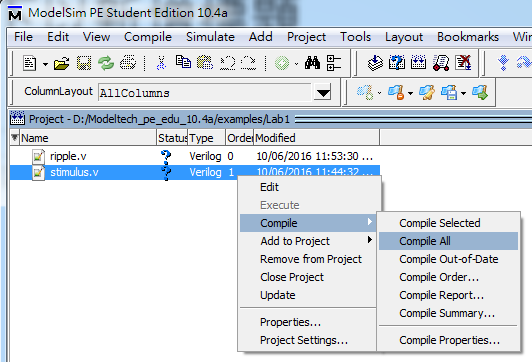 ModelSim PE Student Edition 10.4a
File Edit View Compile Simulate Add Project Tools Layout Bookmarks
ColumnLayout AllColumns
Project - D:/Modeltech_pe_edu_10.4a/examples/Lab1
Name Status Type Order Modified
ripple.v ? Verilog 0 10/06/2016 11:53:30 ...
stimulus.v ? Verilog 1 10/06/2016 11:44:32 ...
Edit
Execute
Compile
Add to Project
Remove from Project
Close Project
Update
Properties...
Project Settings...
Compile Selected
Compile All
Compile Out-of-Date
Compile Order...
Compile Report...
Compile Summary...
Compile Properties...